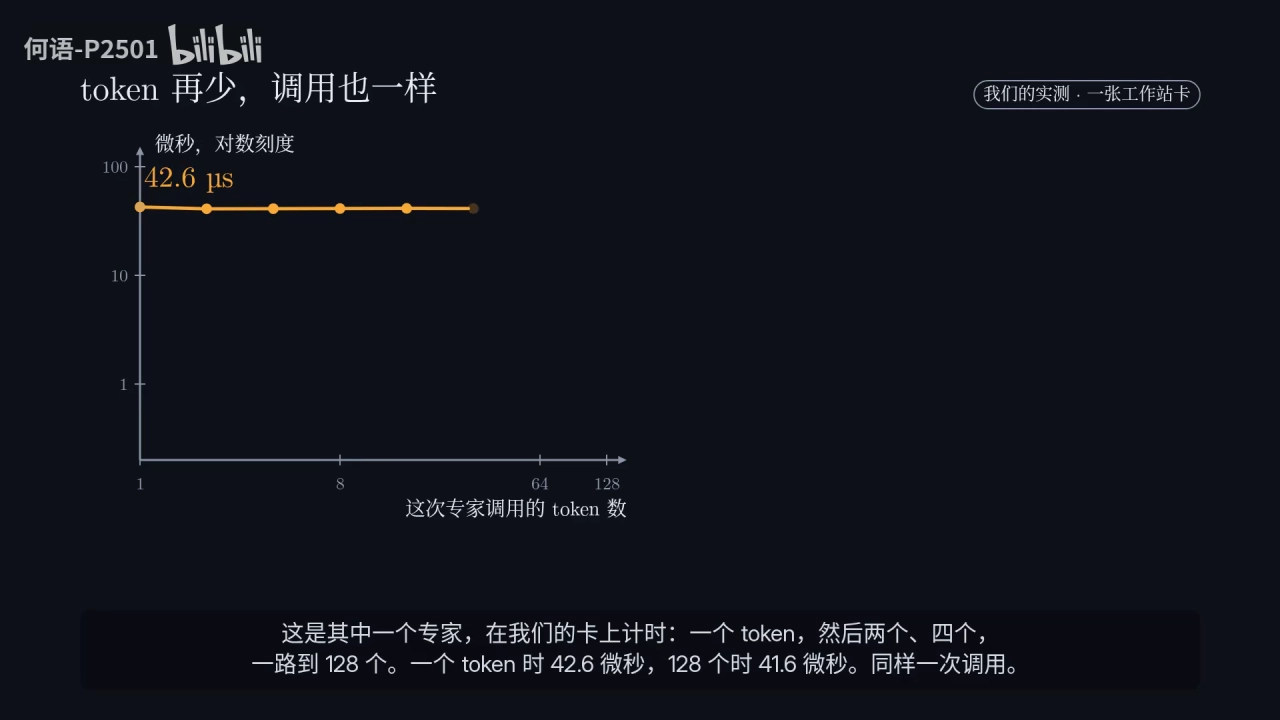 何语-P2501 bilibili
token 再少，调用也一样
我们的实测 · 一张工作站卡
微秒，对数刻度
100
42.6 µs
10
1
1 8 64 128
这次专家调用的 token 数
这是其中一个专家，在我们的卡上计时：一个 token，然后两个、四个，
一路到 128 个。一个 token 时 42.6 微秒，128 个时 41.6 微秒。同样一次调用。